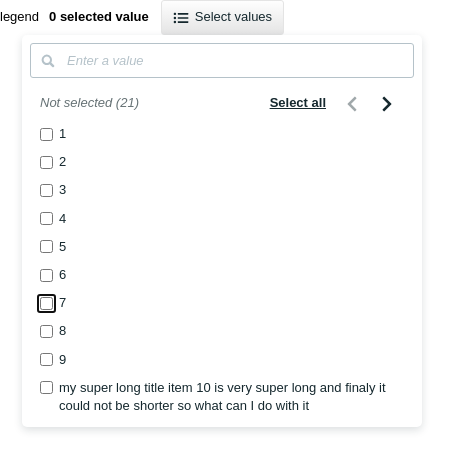 legend 0 selected value Select values
Enter a value
Not selected (21) Select all
1
2
3
4
5
6
7
8
9
my super long title item 10 is very super long and finaly it
could not be shorter so what can I do with it